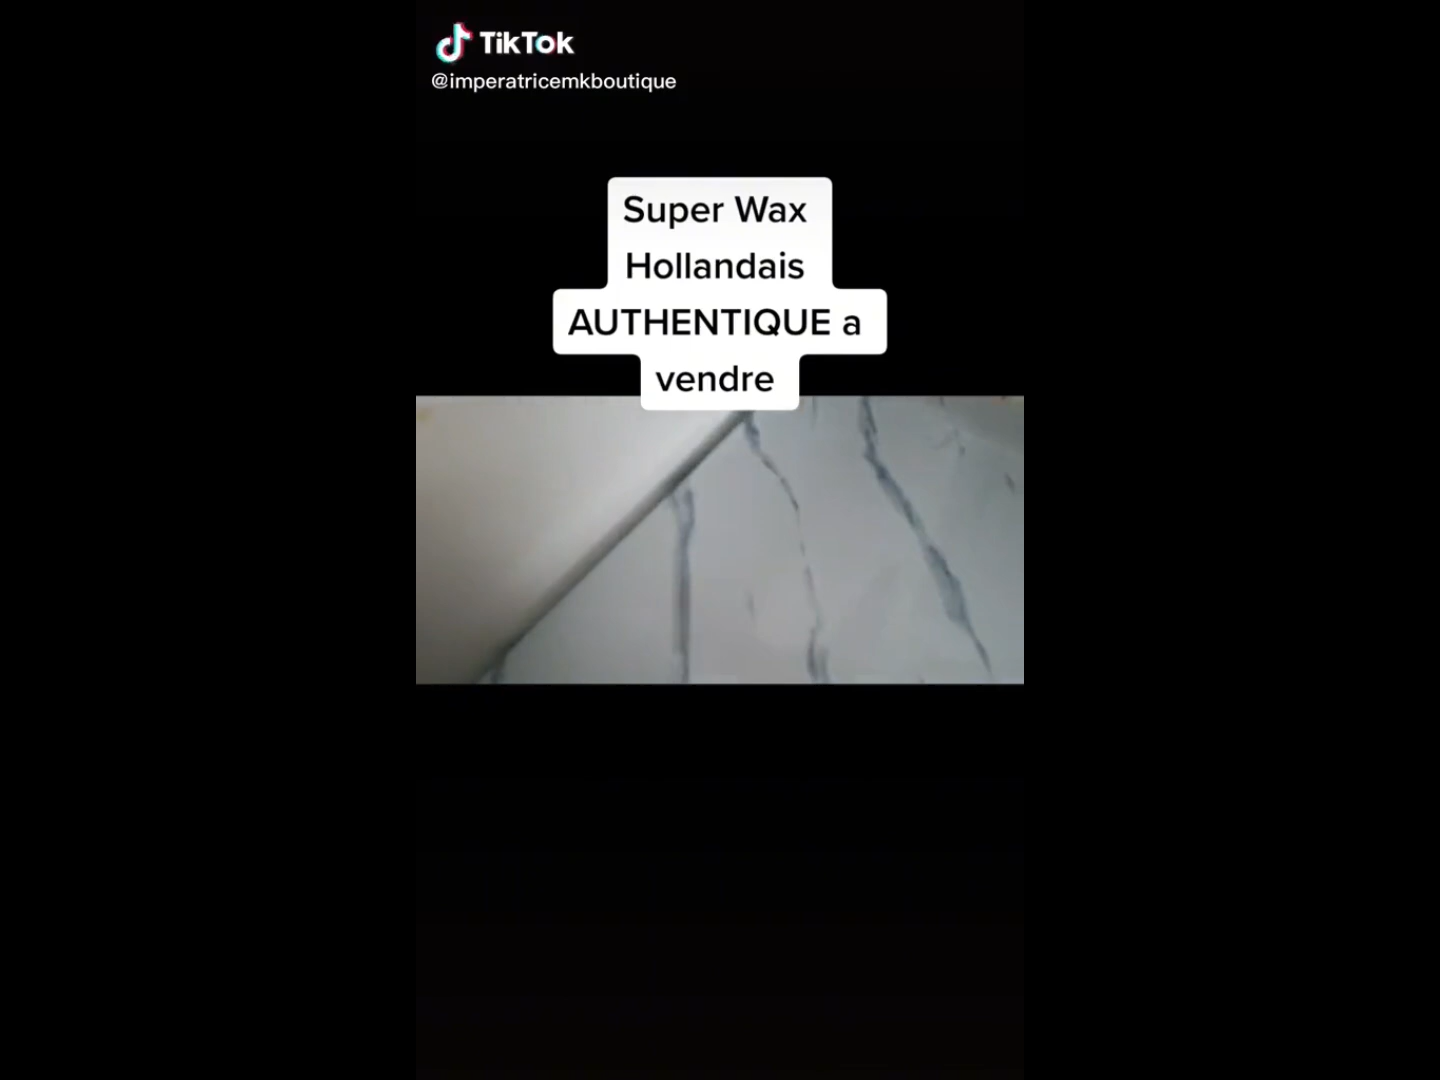 TikTok
@imperatricemkboutique
Super Wax
Hollandais
AUTHENTIQUE a
vendre